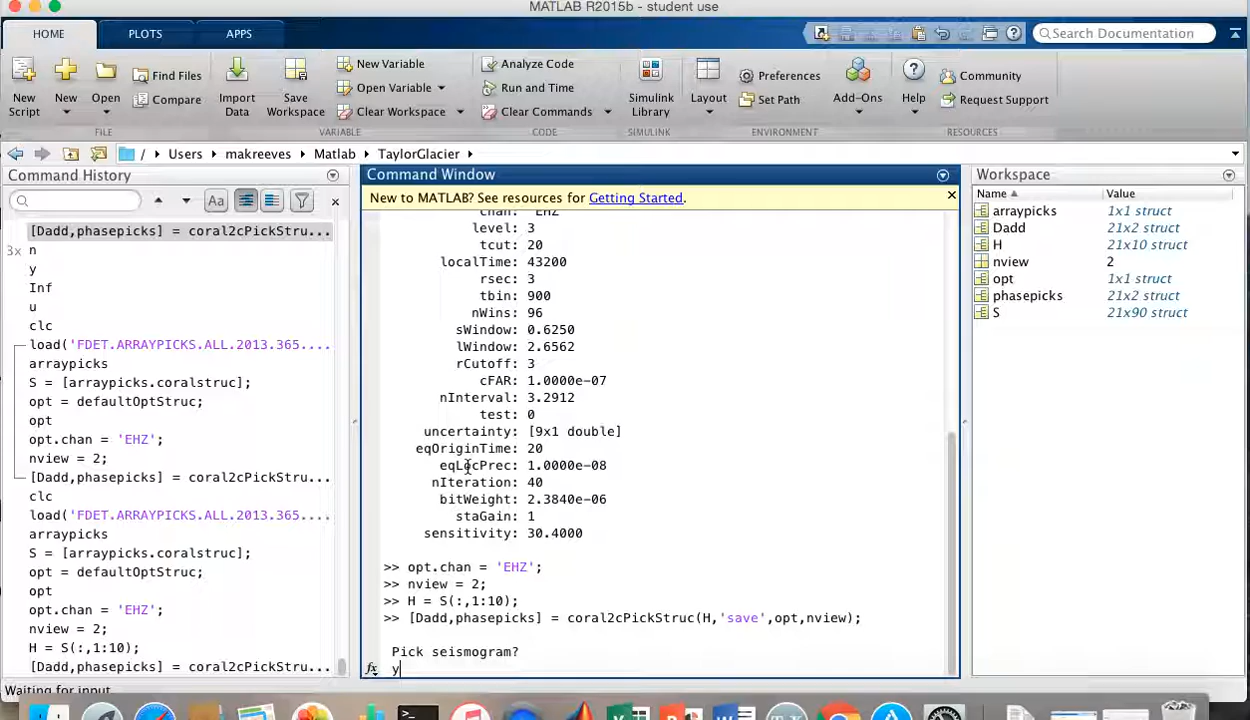 MATLAB R2015b - student use
HOME PLOTS APPS
Search Documentation
New Script
New
Open
Find Files
Compare
Import Data
Save Workspace
New Variable
Open Variable
Clear Workspace
Analyze Code
Run and Time
Clear Commands
Simulink Library
Layout
Preferences
Set Path
Add-Ons
Help
Community
Request Support
FILE VARIABLE CODE SIMULINK ENVIRONMENT RESOURCES
/ Users makreeves Matlab TaylorGlacier
Command History
Aa
[Dadd,phasepicks] = coral2cPickStru...
3x n
y
Inf
u
clc
load('FDET.ARRAYPICKS.ALL.2013.365....
arraypicks
S = [arraypicks.coralstruc];
opt = defaultOptStruc;
opt
opt.chan = 'EHZ';
nview = 2;
[Dadd,phasepicks] = coral2cPickStru...
clc
load('FDET.ARRAYPICKS.ALL.2013.365....
arraypicks
S = [arraypicks.coralstruc];
opt = defaultOptStruc;
opt
opt.chan = 'EHZ';
nview = 2;
H = S(:,1:10);
[Dadd,phasepicks] = coral2cPickStru...
Waiting for input
Command Window
New to MATLAB? See resources for Getting Started.
chan: 'EHZ'
level: 3
tcut: 20
localTime: 43200
rsec: 3
tbin: 900
nWins: 96
sWindow: 0.6250
lWindow: 2.6562
rCutoff: 3
cFAR: 1.0000e-07
nInterval: 3.2912
test: 0
uncertainty: [9x1 double]
eqOriginTime: 20
eqLocPrec: 1.0000e-08
nIteration: 40
bitWeight: 2.3840e-06
staGain: 1
sensitivity: 30.4000
>> opt.chan = 'EHZ';
>> nview = 2;
>> H = S(:,1:10);
>> [Dadd,phasepicks] = coral2cPickStruc(H,'save',opt,nview);
Pick seismogram?
fx y
Workspace
Name Value
arraypicks 1x1 struct
Dadd 21x2 struct
H 21x10 struct
nview 2
opt 1x1 struct
phasepicks 21x2 struct
S 21x90 struct